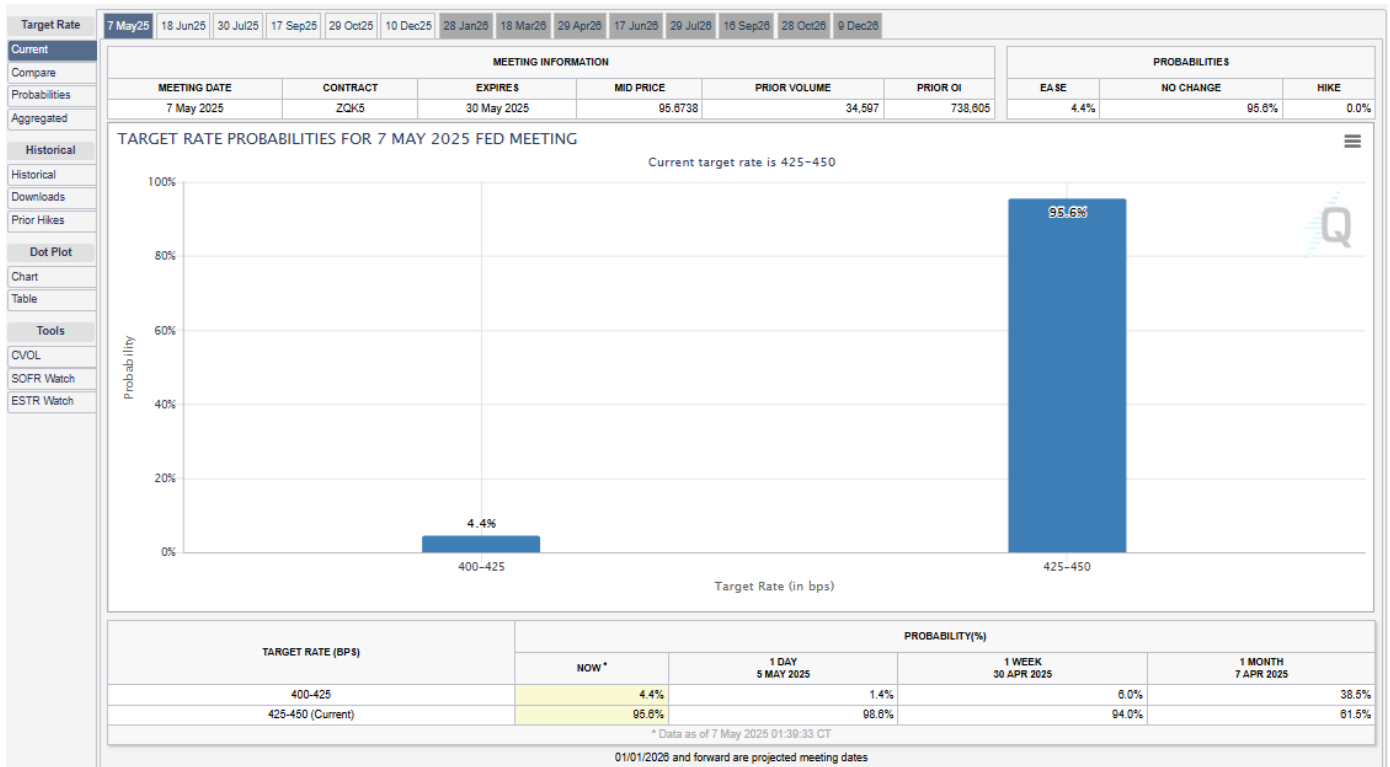 Target Rate
Current
Compare
Probabilities
Aggregated
Historical
Historical
Downloads
Prior Hikes
Dot Plot
Chart
Table
Tools
CVOL
SOFR Watch
ESTR Watch
7 May25 18 Jun25 30 Jul25 17 Sep25 29 Oct25 10 Dec25 28 Jan26 18 Mar26 29 Apr26 17 Jun26 29 Jul26 16 Sep26 28 Oct26 9 Dec26
MEETING INFORMATION PROBABILITIES
MEETING DATE CONTRACT EXPIRES MID PRICE PRIOR VOLUME PRIOR OI EASE NO CHANGE HIKE
7 May 2025 ZQK5 30 May 2025 95.6738 34,597 738,605 4.4% 95.6% 0.0%
TARGET RATE PROBABILITIES FOR 7 MAY 2025 FED MEETING
Current target rate is 425–450
100%
80%
60%
40%
20%
0%
Probability
4.4%
95.6%
Q
400–425 425–450
Target Rate (in bps)
TARGET RATE (BPS) PROBABILITY(%)
NOW * 1 DAY 5 MAY 2025 1 WEEK 30 APR 2025 1 MONTH 7 APR 2025
400-425 4.4% 1.4% 6.0% 38.5%
425-450 (Current) 95.6% 98.6% 94.0% 61.5%
* Data as of 7 May 2025 01:39:33 CT
01/01/2026 and forward are projected meeting dates